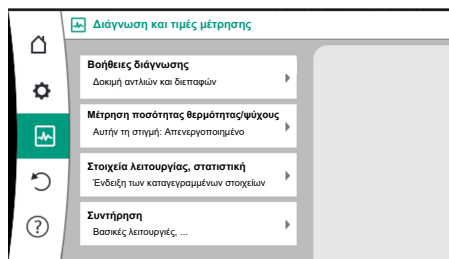 Διάγνωση και τιμές μέτρησης
Βοήθειες διάγνωσης
Δοκιμή αντλιών και διεπαφών
Μέτρηση ποσότητας θερμότητας/ψύχους
Αυτήν τη στιγμή: Απενεργοποιημένο
Στοιχεία λειτουργίας, στατιστική
Ένδειξη των καταγεγραμμένων στοιχείων
Συντήρηση
Βασικές λειτουργίες, ...
?